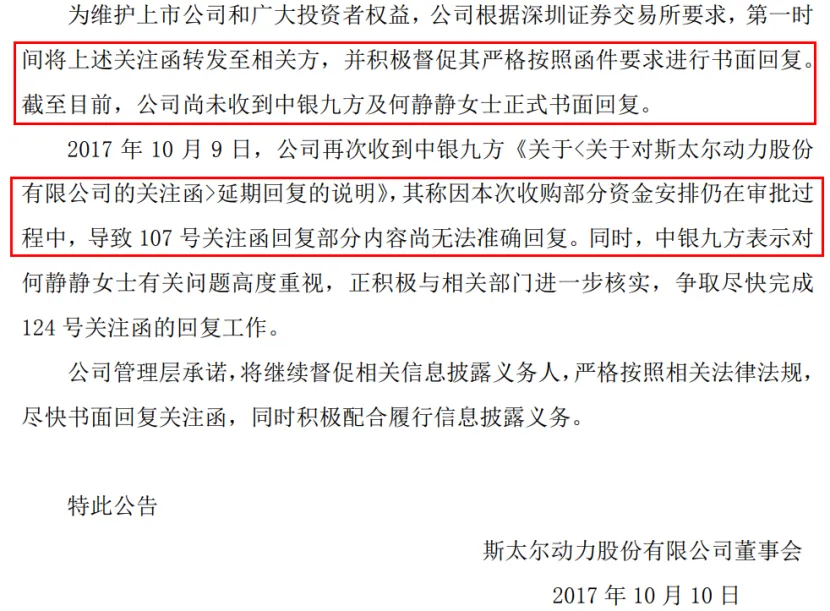 为维护上市公司和广大投资者权益，公司根据深圳证券交易所要求，第一时
间将上述关注函转发至相关方，并积极督促其严格按照函件要求进行书面回复。
截至目前，公司尚未收到中银九方及何静静女士正式书面回复。
2017 年 10 月 9 日，公司再次收到中银九方《关于<关于对斯太尔动力股份
有限公司的关注函>延期回复的说明》，其称因本次收购部分资金安排仍在审批过
程中，导致 107 号关注函回复部分内容尚无法准确回复。同时，中银九方表示对
何静静女士有关问题高度重视，正积极与相关部门进一步核实，争取尽快完成
124 号关注函的回复工作。
公司管理层承诺，将继续督促相关信息披露义务人，严格按照相关法律法规，
尽快书面回复关注函，同时积极配合履行信息披露义务。
特此公告
斯太尔动力股份有限公司董事会
2017 年 10 月 10 日